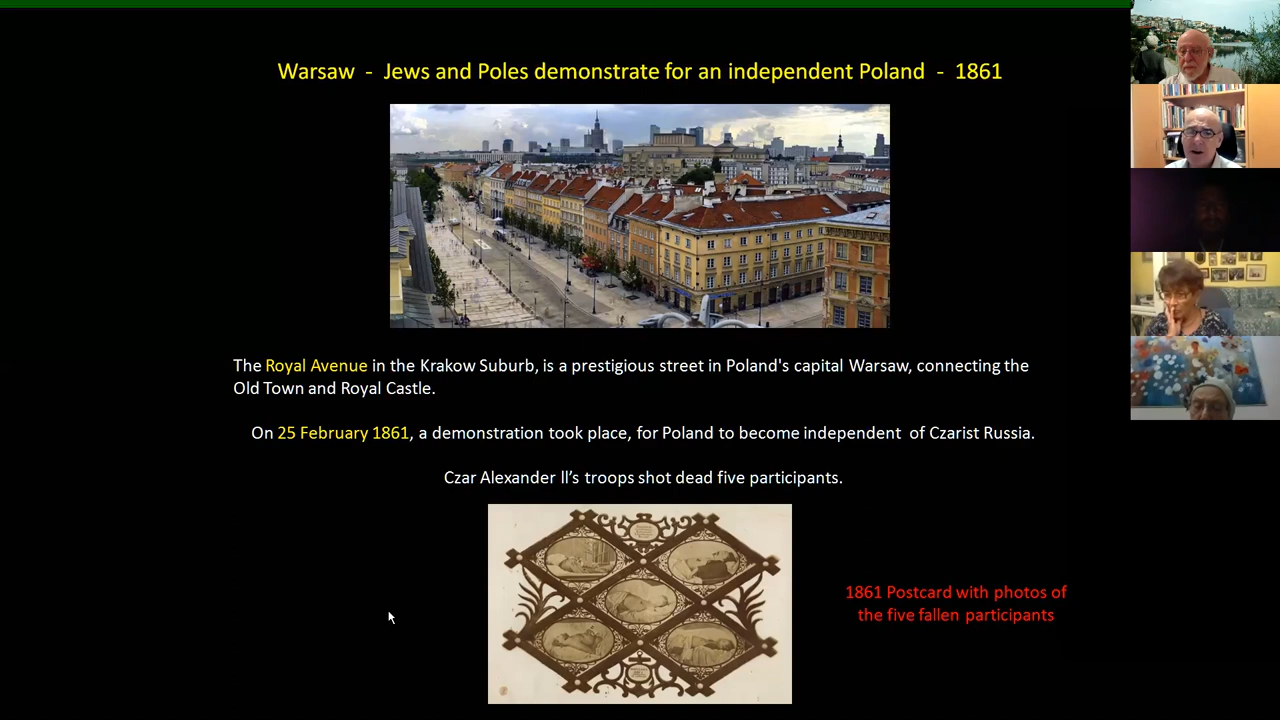 Warsaw - Jews and Poles demonstrate for an independent Poland - 1861
The Royal Avenue in the Krakow Suburb, is a prestigious street in Poland's capital Warsaw, connecting the
Old Town and Royal Castle.
On 25 February 1861, a demonstration took place, for Poland to become independent of Czarist Russia.
Czar Alexander ll’s troops shot dead five participants.
1861 Postcard with photos of
the five fallen participants